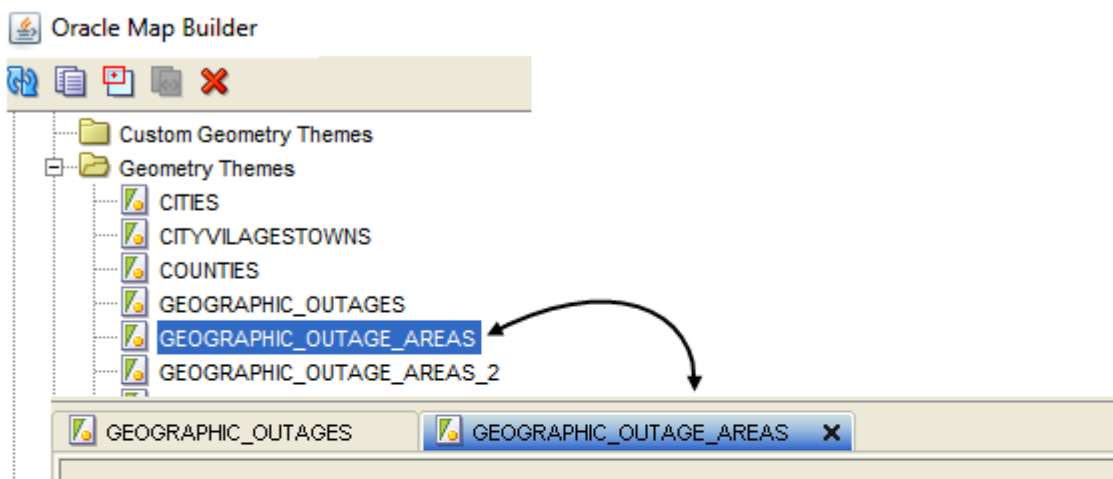 Oracle Map Builder
Custom Geometry Themes
Geometry Themes
CITIES
CITYVILAGESTOWNS
COUNTIES
GEOGRAPHIC_OUTAGES
GEOGRAPHIC_OUTAGE_AREAS
GEOGRAPHIC_OUTAGE_AREAS_2
GEOGRAPHIC_OUTAGES GEOGRAPHIC_OUTAGE_AREAS